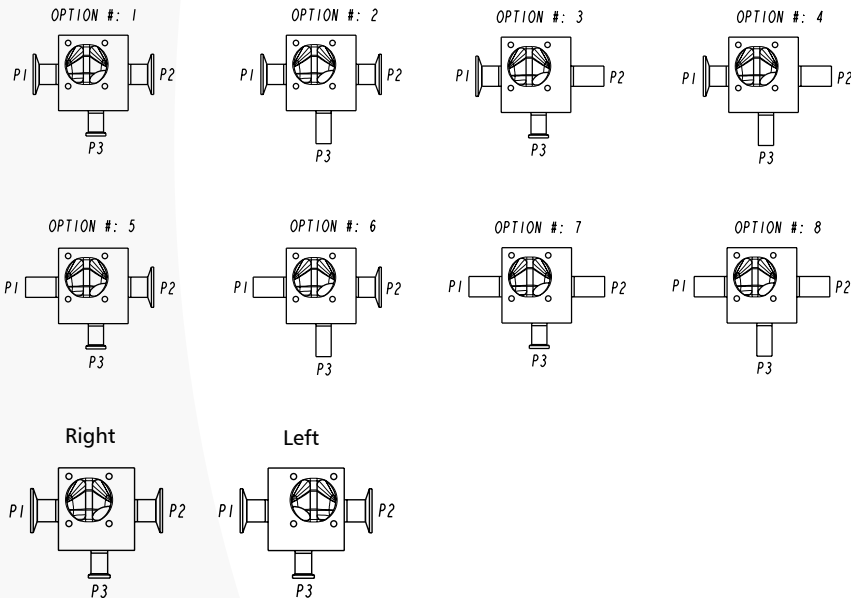 OPTION #: 1
OPTION #: 2
OPTION #: 3
OPTION #: 4
P1 P2
P1 P2
P1 P2
P1 P2
P3
P3
P3
P3
OPTION #: 5
OPTION #: 6
OPTION #: 7
OPTION #: 8
P1 P2
P1 P2
P1 P2
P1 P2
P3
P3
P3
P3
Right
Left
P1 P2
P1 P2
P3
P3